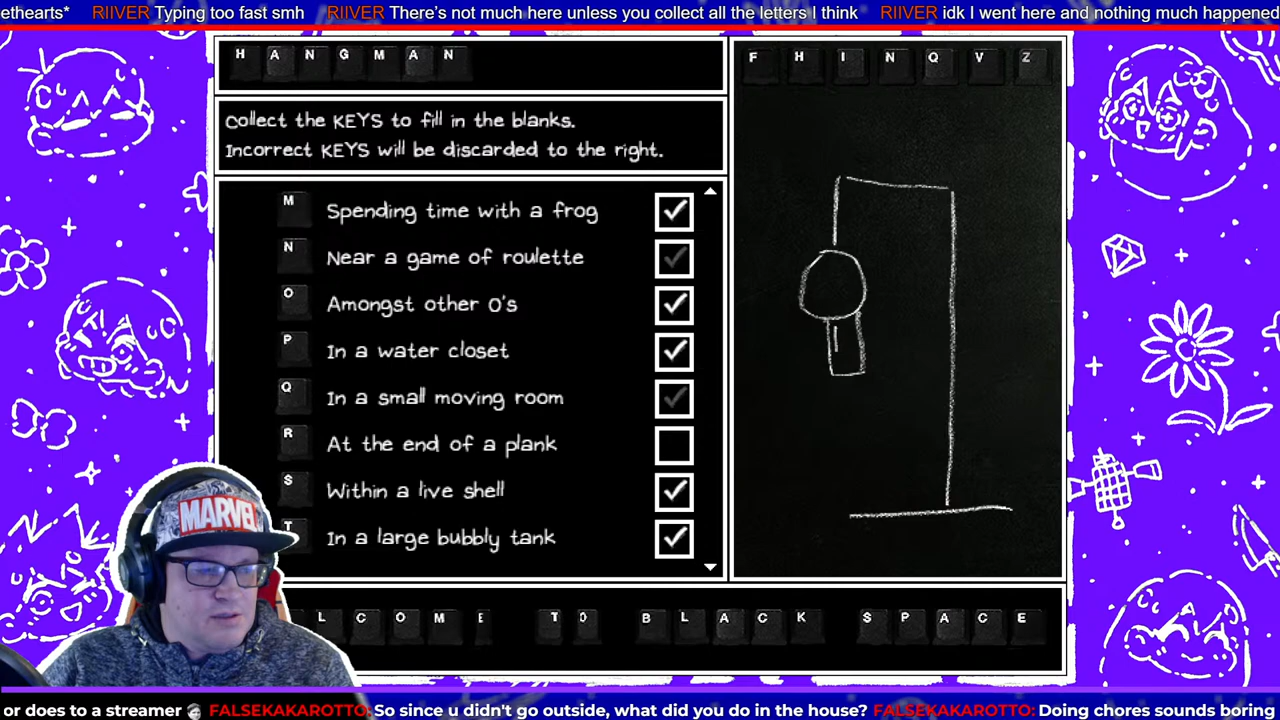 ethearts* RIIVER Typing too fast smh RIIVER There's not much here unless you collect all the letters I think RIIVER idk I went here and nothing much happened
H A N G M A N
F H I N Q V Z
Collect the KEYS to fill in the blanks.
Incorrect KEYS will be discarded to the right.
M Spending time with a frog
N Near a game of roulette
O Amongst other O's
P In a water closet
Q In a small moving room
R At the end of a plank
S Within a live shell
T In a large bubbly tank
MARVEL
L C O M E T O B L A C K S P A C E
or does to a streamer FALSEKAKAROTTO: So since u didn't go outside, what did you do in the house? FALSEKAKAROTTO: Doing chores sounds boring